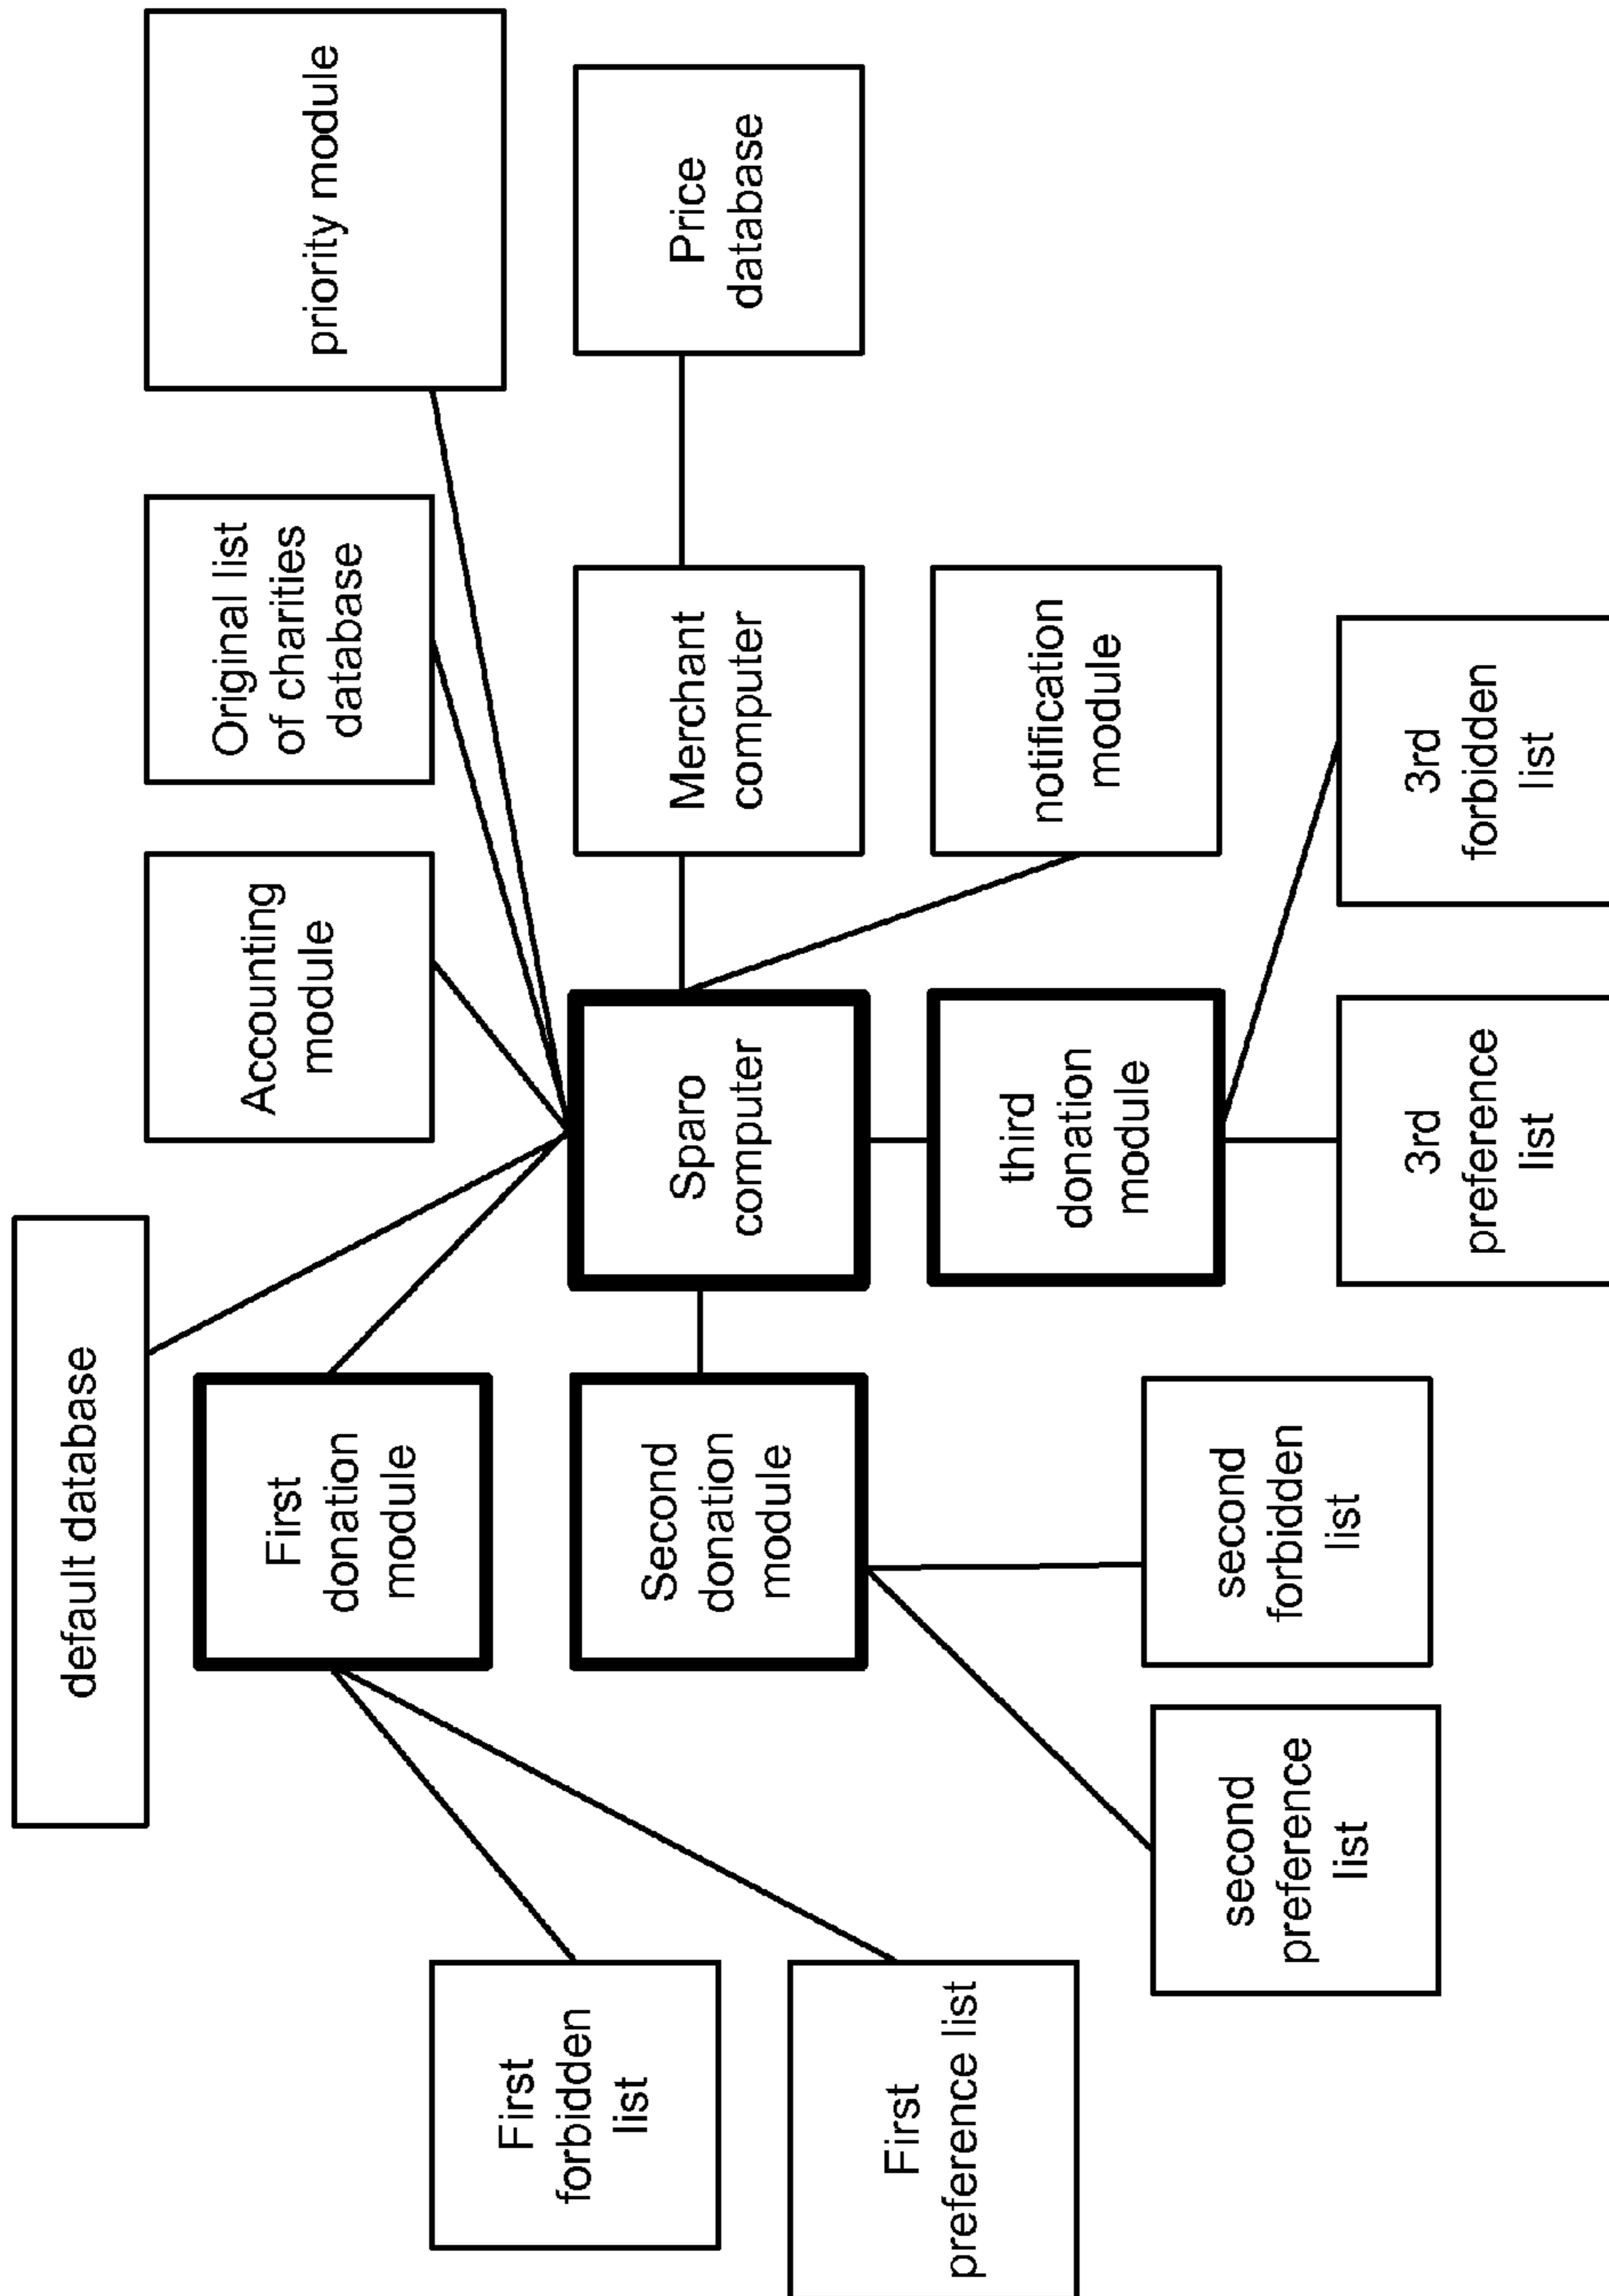 default database
First
donation
module
Accounting
module
Original list
of charities
database
priority module
First
forbidden
list
First
preference list
Second
donation
module
Sparo
computer
Merchant
computer
Price
database
second
preference
list
second
forbidden
list
third
donation
module
notification
module
3rd
preference
list
3rd
forbidden
list